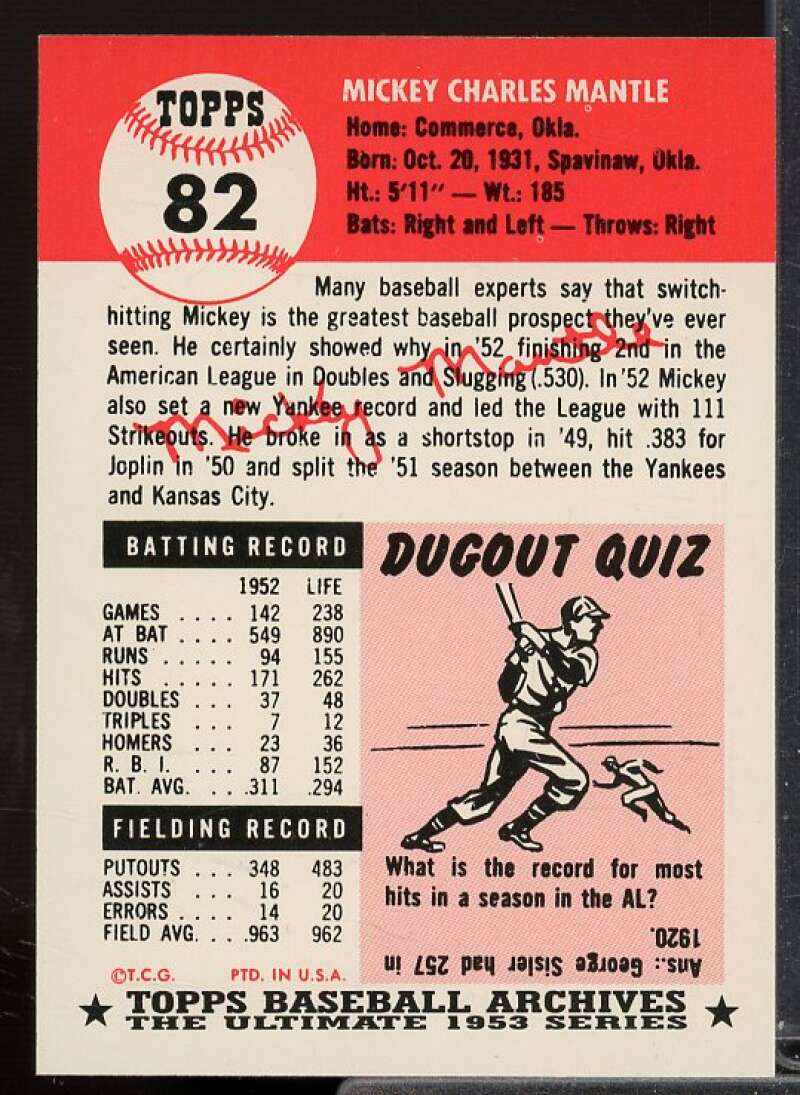 TOPPS
82
MICKEY CHARLES MANTLE
Home: Commerce, Okla.
Born: Oct. 20, 1931, Spavinaw, Okla.
Ht.: 5'11" — Wt.: 185
Bats: Right and Left — Throws: Right
Many baseball experts say that switch-
hitting Mickey is the greatest baseball prospect they've ever
seen. He certainly showed why in '52 finishing 2nd in the
American League in Doubles and Slugging (.530). In '52 Mickey
also set a new Yankee record and led the League with 111
Strikeouts. He broke in as a shortstop in '49, hit .383 for
Joplin in '50 and split the '51 season between the Yankees
and Kansas City.
Mickey Mantle
BATTING RECORD
1952 LIFE
GAMES .... 142 238
AT BAT .... 549 890
RUNS ..... 94 155
HITS ..... 171 262
DOUBLES ... 37 48
TRIPLES ... 7 12
HOMERS ... 23 36
R. B. I. ... 87 152
BAT. AVG. ... .311 .294
FIELDING RECORD
PUTOUTS ... 348 483
ASSISTS ... 16 20
ERRORS .... 14 20
FIELD AVG. ... .963 962
©T.C.G. PTD. IN U.S.A.
DUGOUT QUIZ
What is the record for most
hits in a season in the AL?
Ans.: George Sisler had 257 in
1920.
★ TOPPS BASEBALL ARCHIVES ★
THE ULTIMATE 1953 SERIES